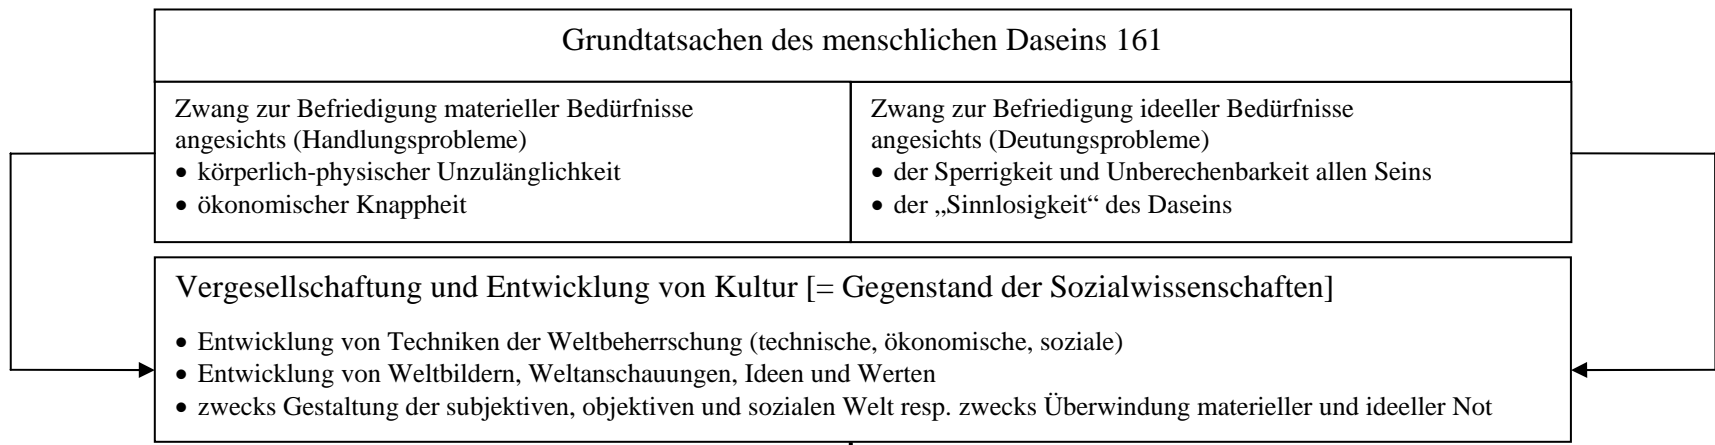 Grundtatsachen des menschlichen Daseins 161
Zwang zur Befriedigung materieller Bedürfnisse
angesichts (Handlungsprobleme)
• körperlich-physischer Unzulänglichkeit
• ökonomischer Knappheit
Zwang zur Befriedigung ideeller Bedürfnisse
angesichts (Deutungsprobleme)
• der Sperrigkeit und Unberechenbarkeit allen Seins
• der „Sinnlosigkeit“ des Daseins
Vergesellschaftung und Entwicklung von Kultur [= Gegenstand der Sozialwissenschaften]
• Entwicklung von Techniken der Weltbeherrschung (technische, ökonomische, soziale)
• Entwicklung von Weltbildern, Weltanschauungen, Ideen und Werten
• zwecks Gestaltung der subjektiven, objektiven und sozialen Welt resp. zwecks Überwindung materieller und ideeller Not